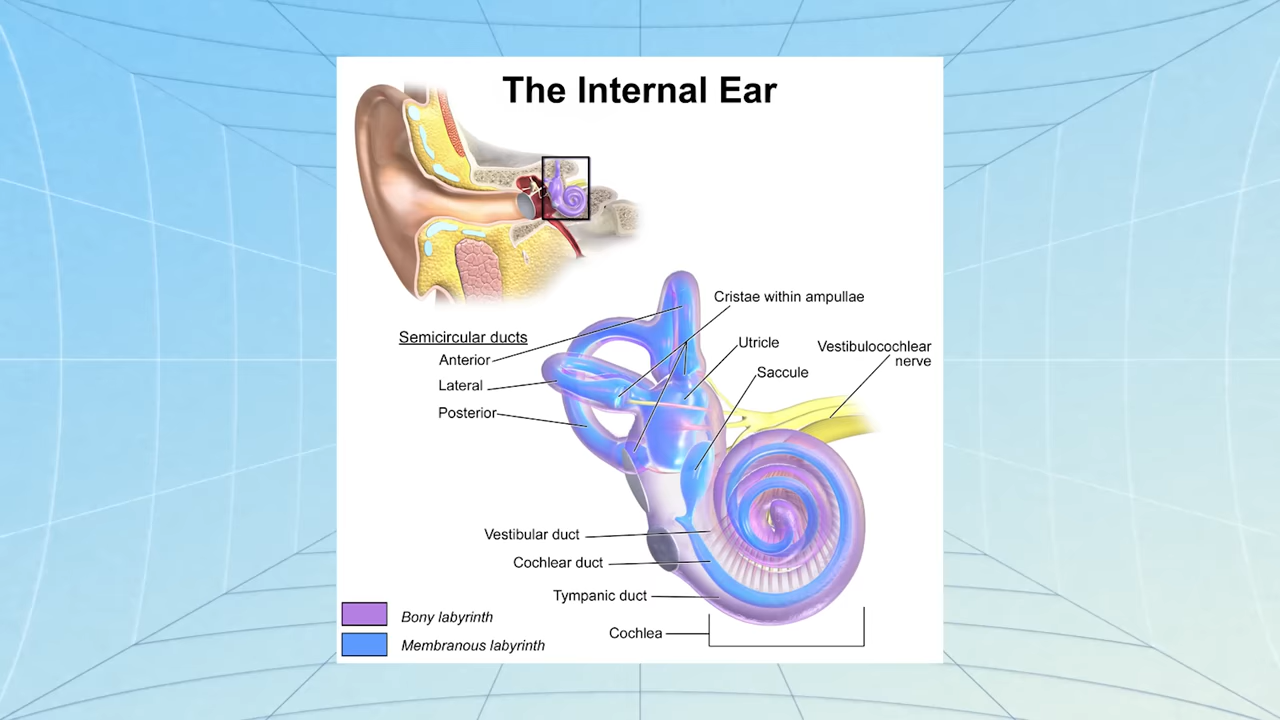 The Internal Ear
Cristae within ampullae
Semicircular ducts
Anterior
Lateral
Posterior
Utricle
Saccule
Vestibulocochlear
nerve
Vestibular duct
Cochlear duct
Tympanic duct
Cochlea
Bony labyrinth
Membranous labyrinth